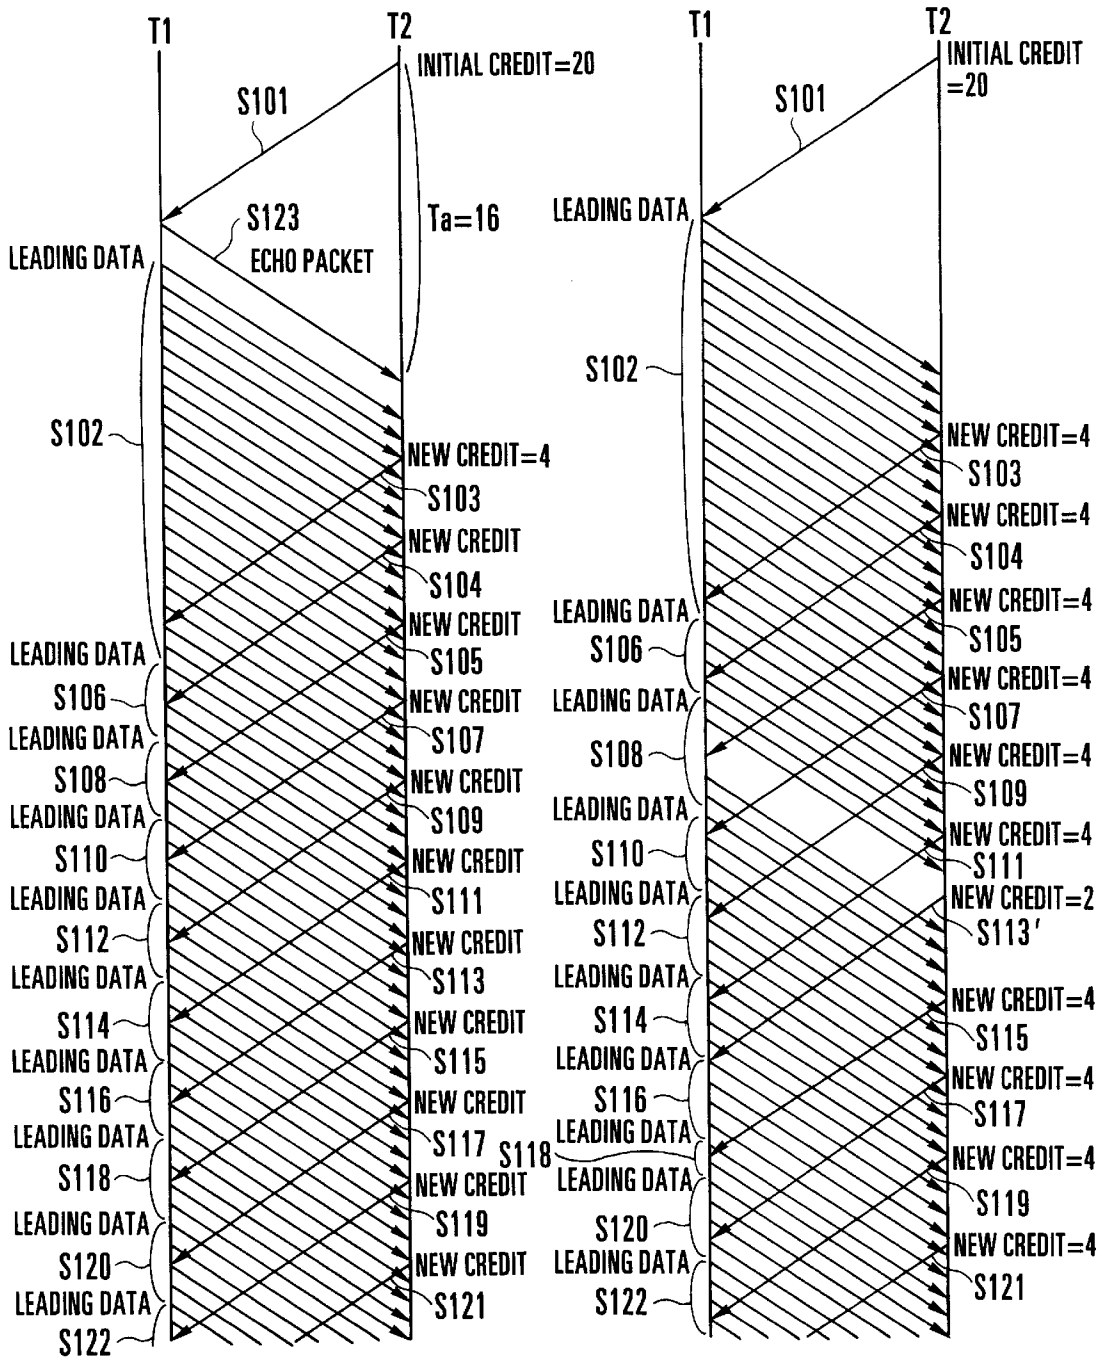 T1
T2
INITIAL CREDIT=20
S101
S123
ECHO PACKET
Ta=16
LEADING DATA
S102
NEW CREDIT=4
S103
NEW CREDIT
S104
NEW CREDIT
S105
LEADING DATA
S106
NEW CREDIT
S107
LEADING DATA
S108
NEW CREDIT
S109
LEADING DATA
S110
NEW CREDIT
S111
LEADING DATA
S112
NEW CREDIT
S113
LEADING DATA
S114
NEW CREDIT
S115
LEADING DATA
S116
NEW CREDIT
S117
LEADING DATA
S118
NEW CREDIT
S119
LEADING DATA
S120
NEW CREDIT
S121
LEADING DATA
S122
T1
T2
INITIAL CREDIT
=20
S101
LEADING DATA
S102
NEW CREDIT=4
S103
NEW CREDIT=4
S104
NEW CREDIT=4
S105
LEADING DATA
S106
NEW CREDIT=4
S107
LEADING DATA
S108
NEW CREDIT=4
S109
LEADING DATA
S110
NEW CREDIT=4
S111
LEADING DATA
S112
NEW CREDIT=2
S113'
LEADING DATA
S114
NEW CREDIT=4
S115
LEADING DATA
S116
NEW CREDIT=4
S117
LEADING DATA
S118
NEW CREDIT=4
S119
LEADING DATA
S120
NEW CREDIT=4
S121
LEADING DATA
S122